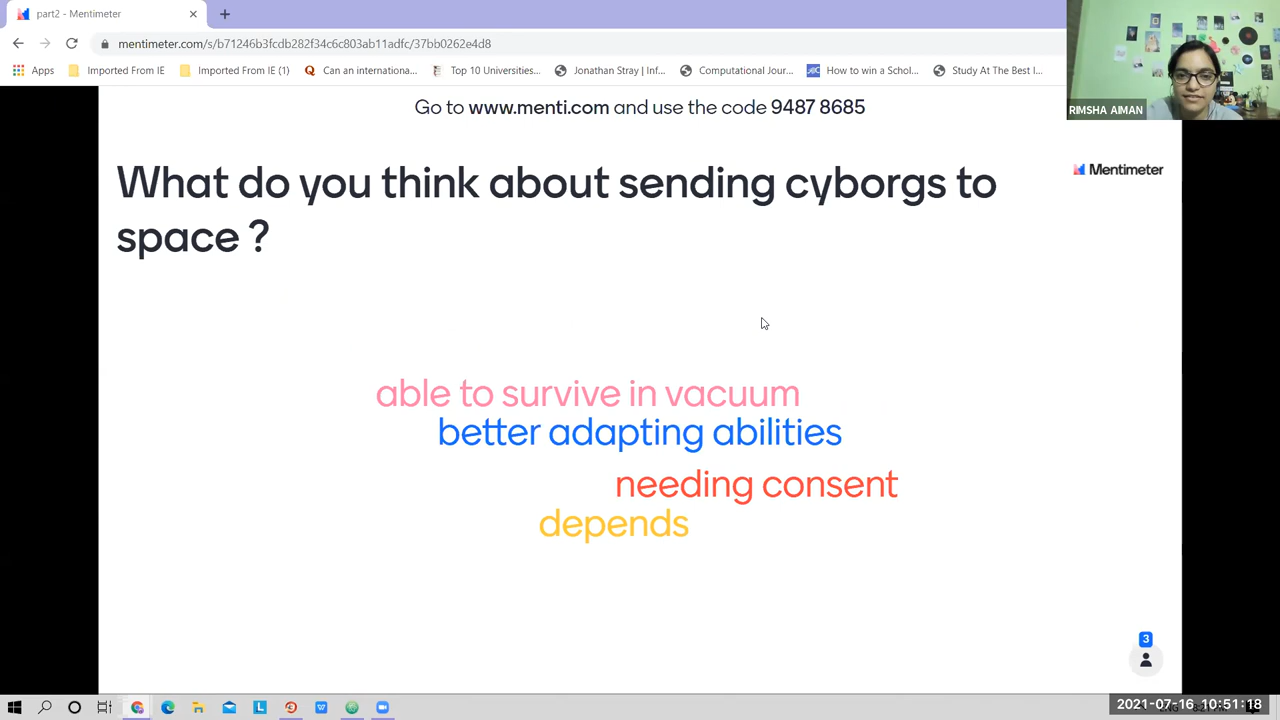 part2 - Mentimeter
mentimeter.com/s/b71246b3fcdb282f34c6c803ab11adfc/37bb0262e4d8
Apps Imported From IE Imported From IE (1) Can an internationa... Top 10 Universities... Jonathan Stray | Inf... Computational Jour... How to win a Schol... Study At The Best I...
RIMSHA AIMAN
Go to www.menti.com and use the code 9487 8685
Mentimeter
What do you think about sending cyborgs to
space ?
able to survive in vacuum
better adapting abilities
needing consent
depends
3
2021-07-16 10:51:18